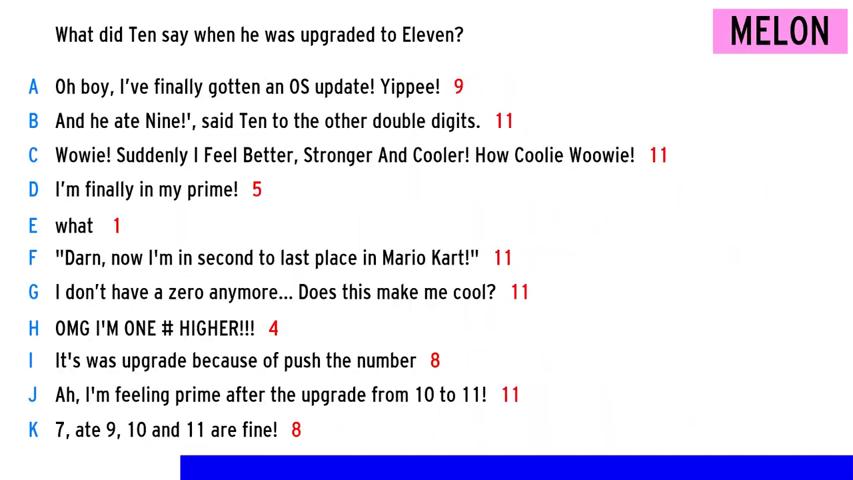 What did Ten say when he was upgraded to Eleven?
MELON
A Oh boy, I've finally gotten an OS update! Yippee! 9
B And he ate Nine!', said Ten to the other double digits. 11
C Wowie! Suddenly I Feel Better, Stronger And Cooler! How Coolie Woowie! 11
D I'm finally in my prime! 5
E what 1
F "Darn, now I'm in second to last place in Mario Kart!" 11
G I don't have a zero anymore... Does this make me cool? 11
H OMG I'M ONE # HIGHER!!! 4
I It's was upgrade because of push the number 8
J Ah, I'm feeling prime after the upgrade from 10 to 11! 11
K 7, ate 9, 10 and 11 are fine! 8